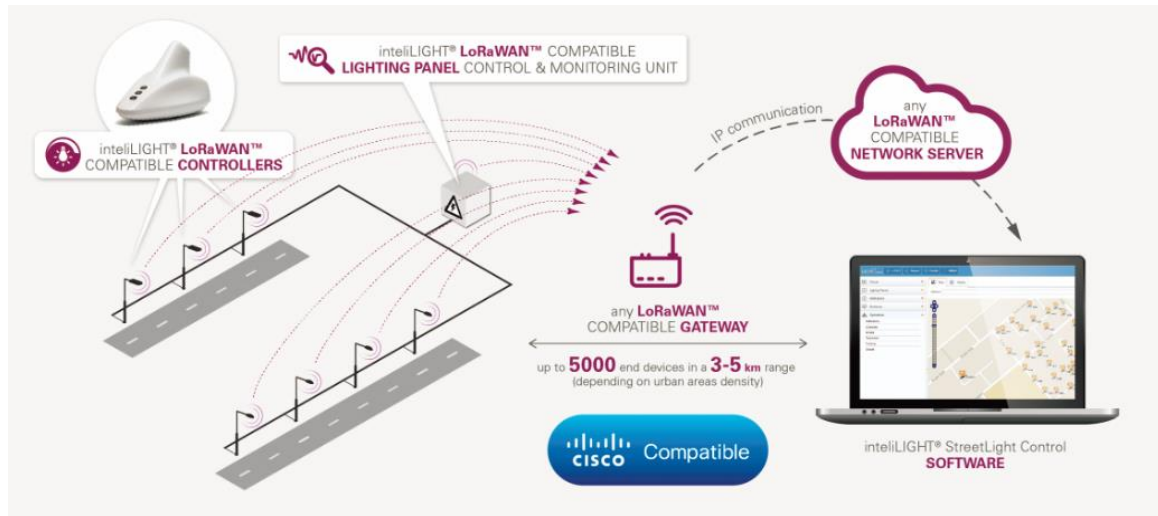 inteliLIGHT® LoRaWAN™ COMPATIBLE
LIGHTING PANEL CONTROL & MONITORING UNIT
inteliLIGHT® LoRaWAN™
COMPATIBLE CONTROLLERS
IP communication
any
LoRaWAN™
COMPATIBLE
NETWORK SERVER
any LoRaWAN™
COMPATIBLE GATEWAY
up to 5000 end devices in a 3-5 km range
(depending on urban areas density)
CISCO Compatible
inteliLIGHT® StreetLight Control
SOFTWARE